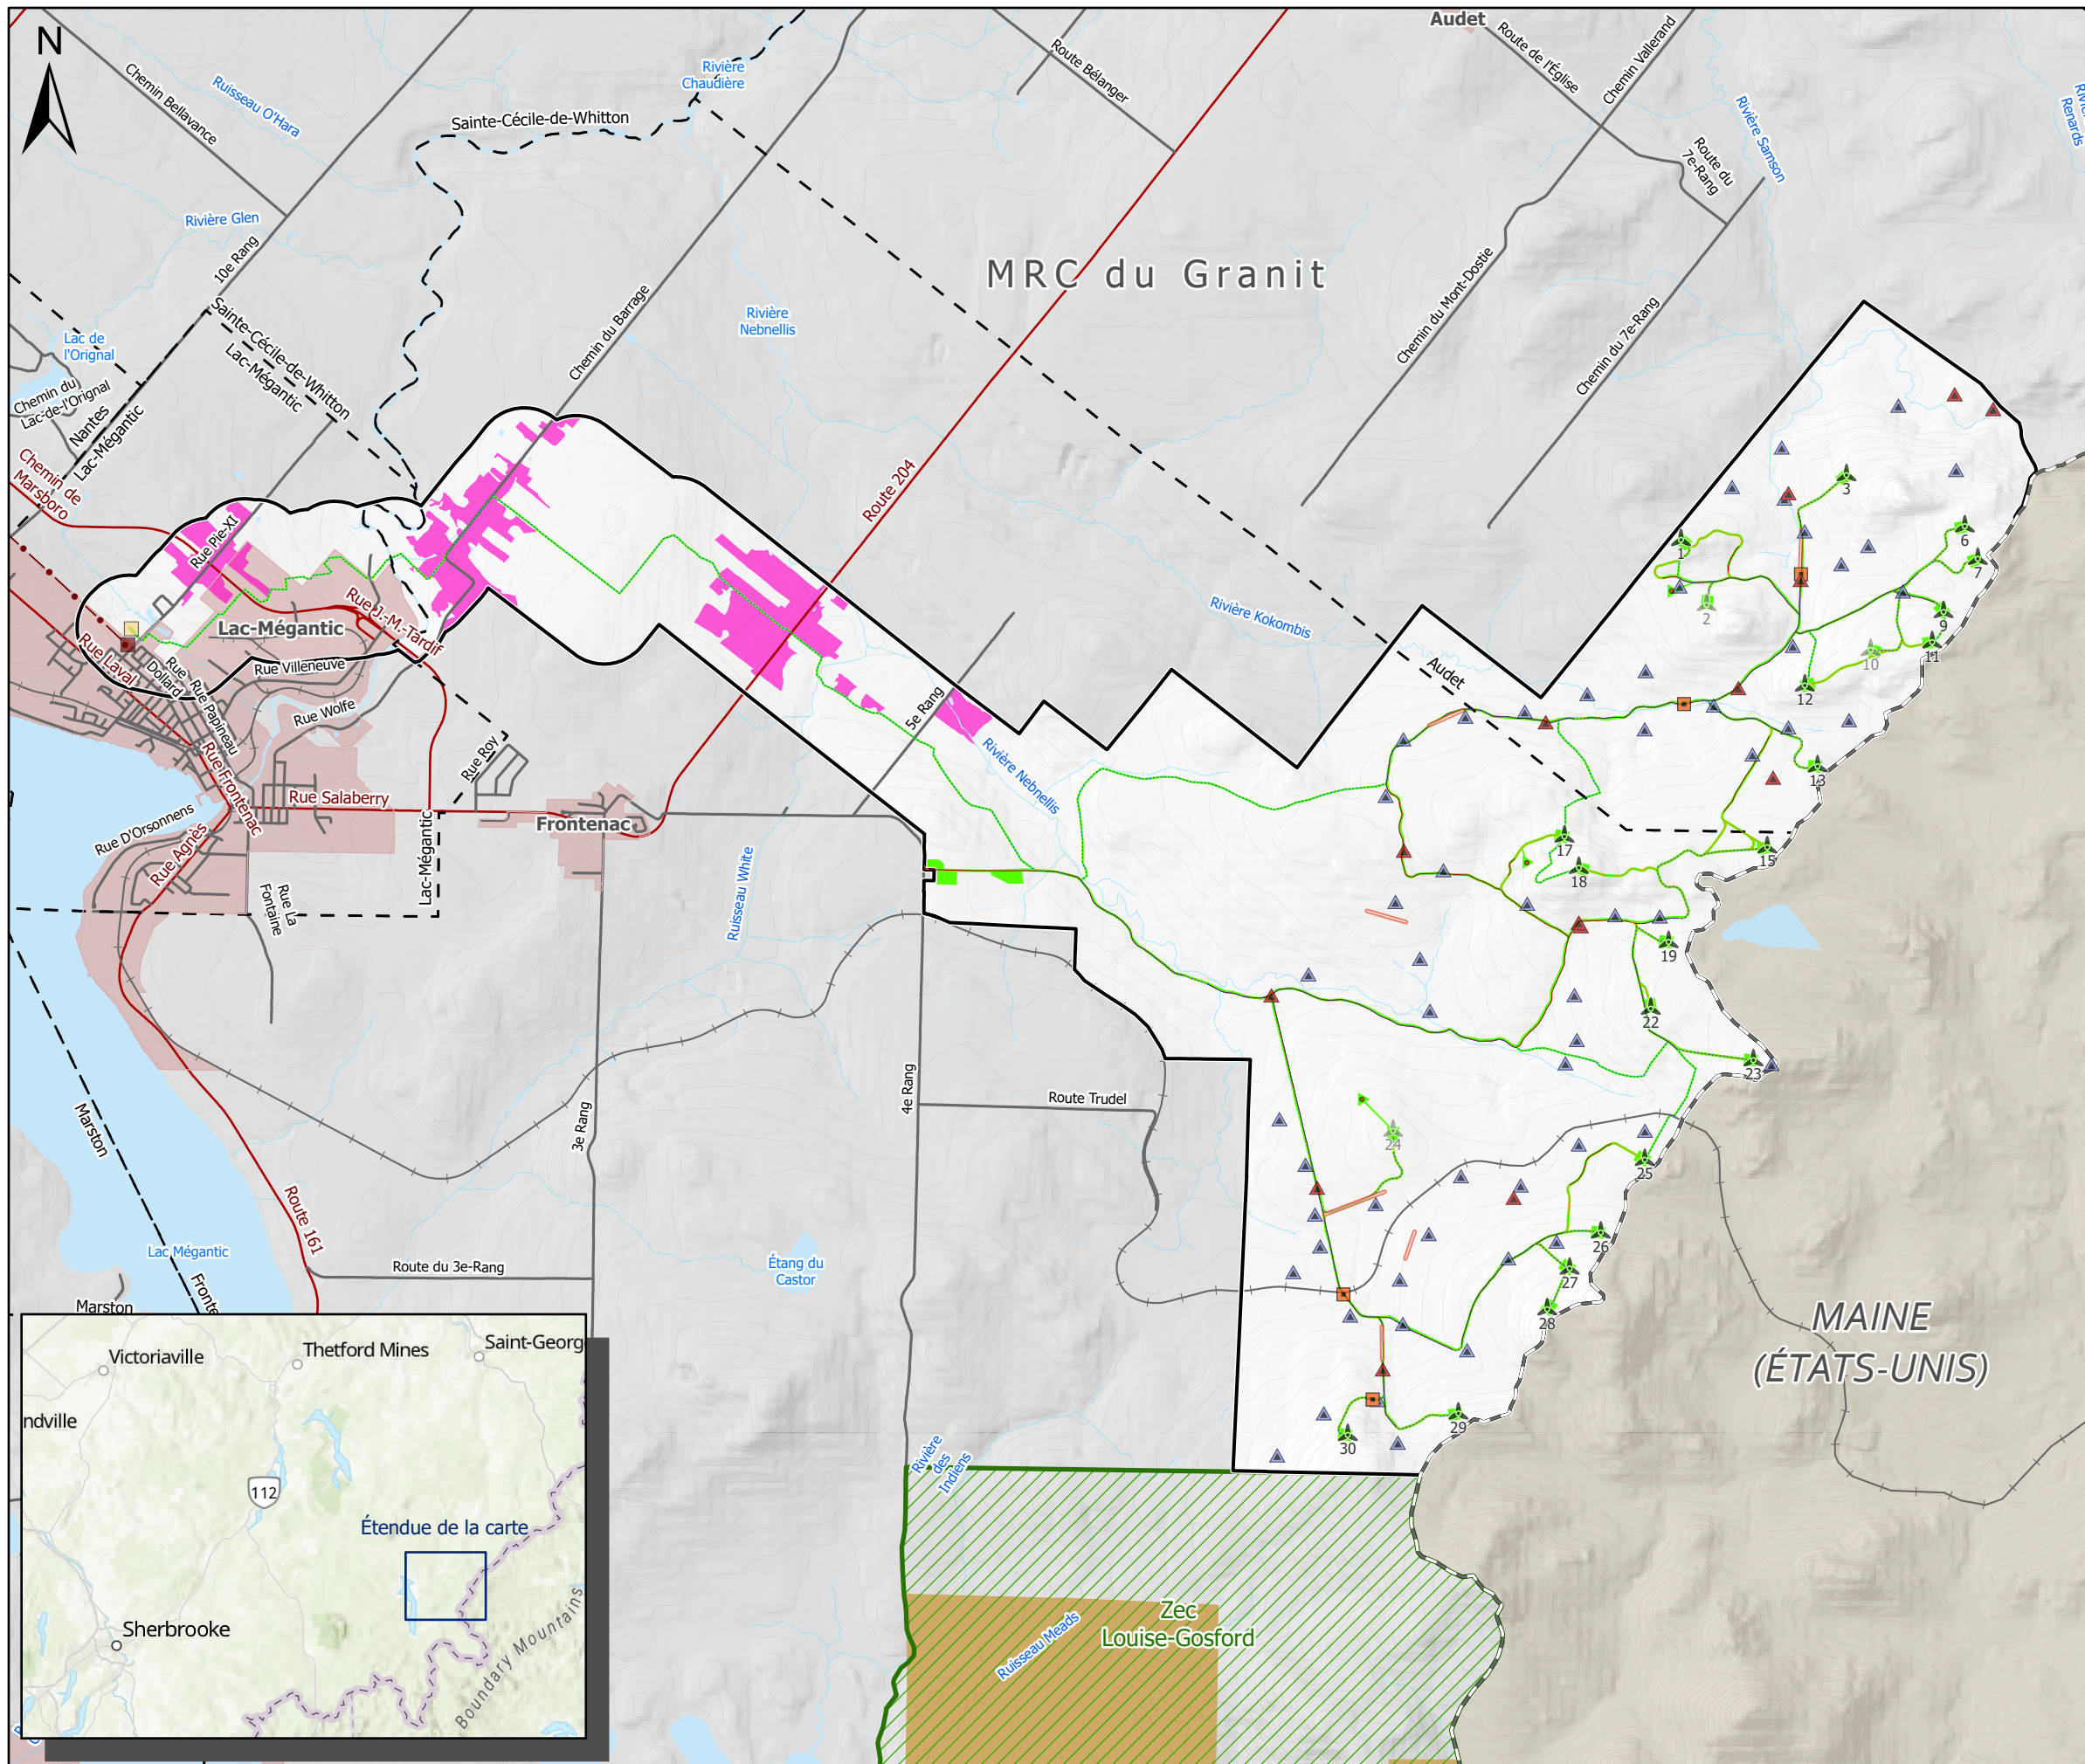 N
Audet
Route de l'Église
Chemin Vallerand
Route Bélanger
Rivière
Chaudière
Chemin Bellavance
Ruisseau O'Hara
Sainte-Cécile-de-Whitton
Rivière Samson
Renards
Route du
7e-Rang
Rivière Glen
10e Rang
MRC du Granit
Chemin du Mont-Dostie
Chemin du 7e-Rang
Chemin du Barrage
Rivière
Nebnellis
Sainte-Cécile-de-Whitton
Lac-Mégantic
Lac de
l'Orignal
Chemin du
Lac-de-l'Orignal
Nantes
Lac-Mégantic
Chemin de
Marsboro
Route 204
Rue Pie-XI
3
6
1
7
2
9
Rivière Kokombis
Rue J.-M.-Tardif
Lac-Mégantic
10
11
Rue Laval
Rue
Dollard
Rue Papineau
Rue Villeneuve
Audet
12
5e Rang
Rue Wolfe
Rue Roy
Rivière Nebnellis
13
Rue Frontenac
Rue Salaberry
Frontenac
Rue D'Orsonnens
Rue Agnès
Lac-Mégantic
17
15
18
Ruisseau White
Rue La
Fontaine
19
22
23
Route Trudel
4e Rang
3e Rang
Marston
24
25
Route 161
26
Lac Mégantic
Route du 3e-Rang
Étang du
Castor
27
28
Marston
MAINE
(ÉTATS-UNIS)
29
30
Rivière
des
Indiens
Zec
Louise-Gosford
Ruisseau Meads
Victoriaville
Thetford Mines
Saint-Georg
ndville
112
Étendue de la carte
Sherbrooke
Boundary Mountains